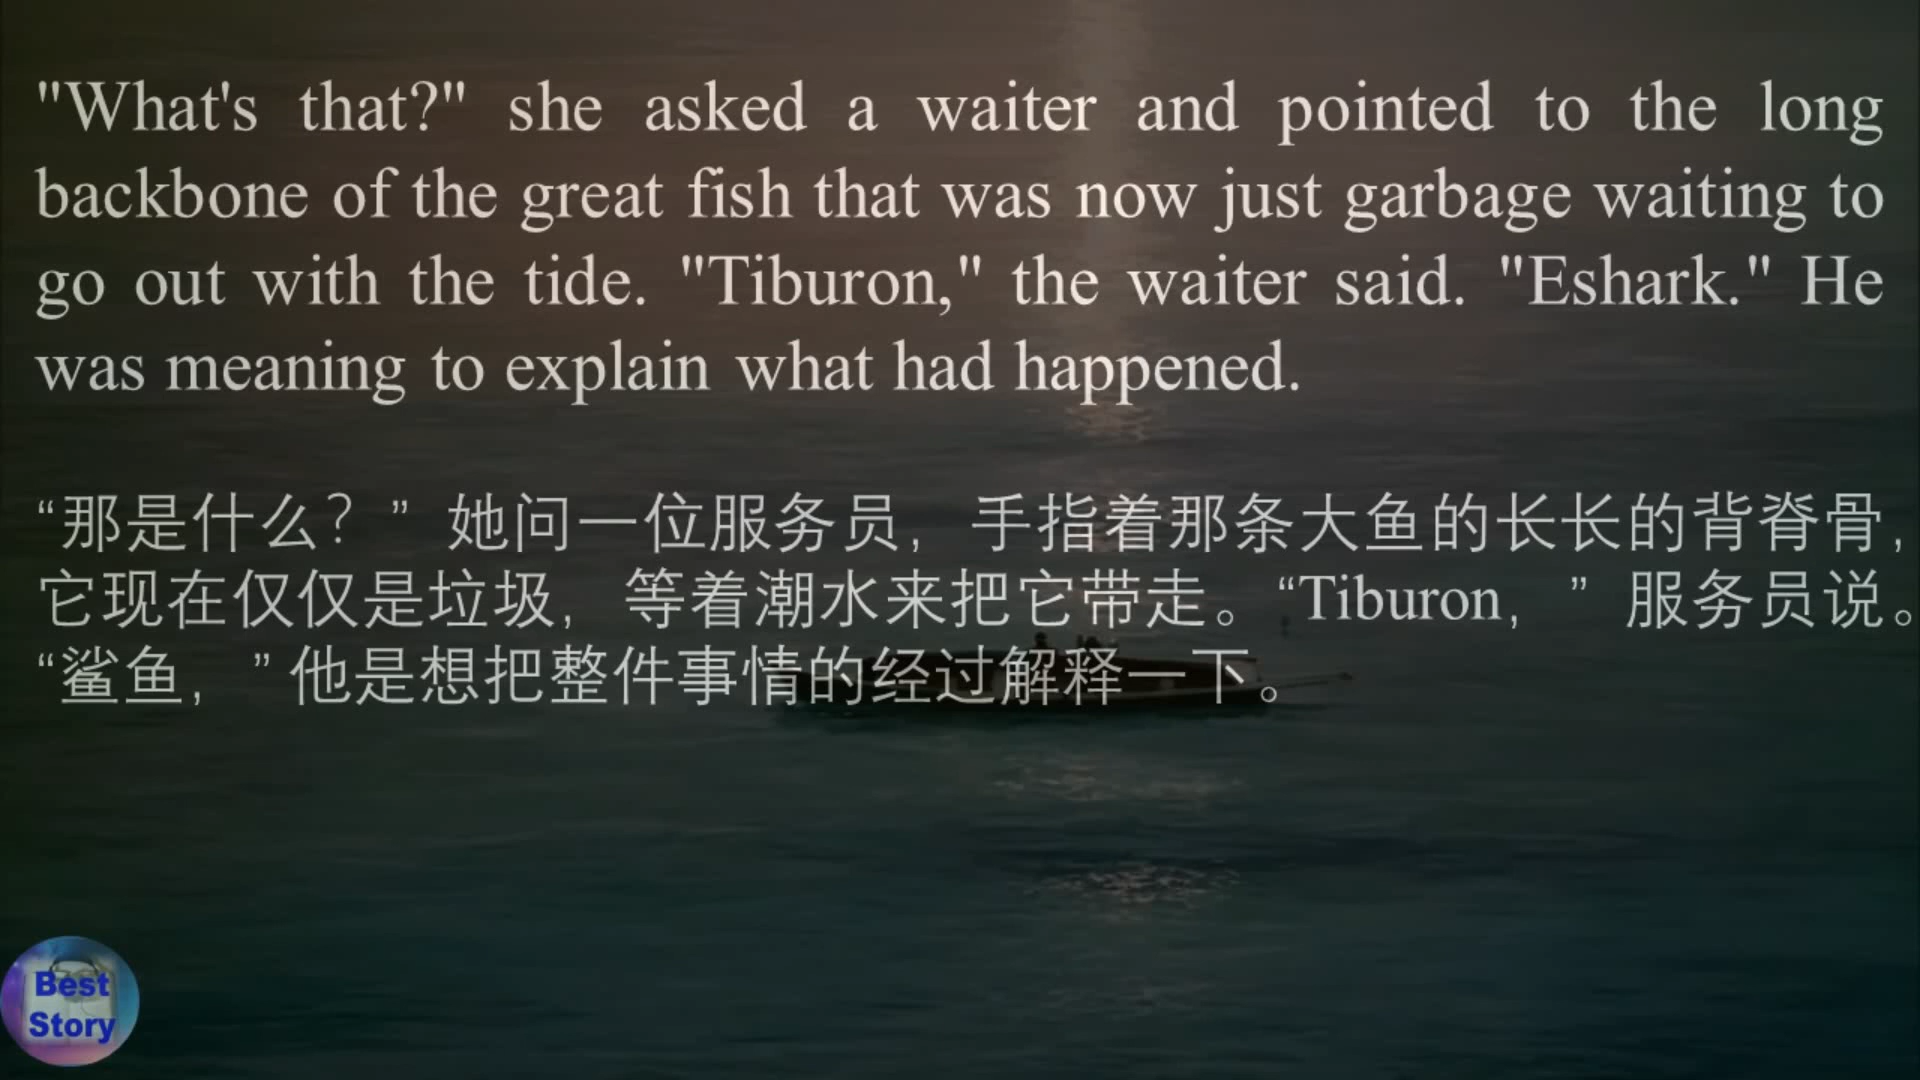 "What's that?" she asked a waiter and pointed to the long
backbone of the great fish that was now just garbage waiting to
go out with the tide. "Tiburon," the waiter said. "Eshark." He
was meaning to explain what had happened.
“那是什么？”她问一位服务员，手指着那条大鱼的长长的背脊骨，
它现在仅仅是垃圾，等着潮水来把它带走。“Tiburon，”服务员说。
“鲨鱼，”他是想把整件事情的经过解释一下。
Best
Story